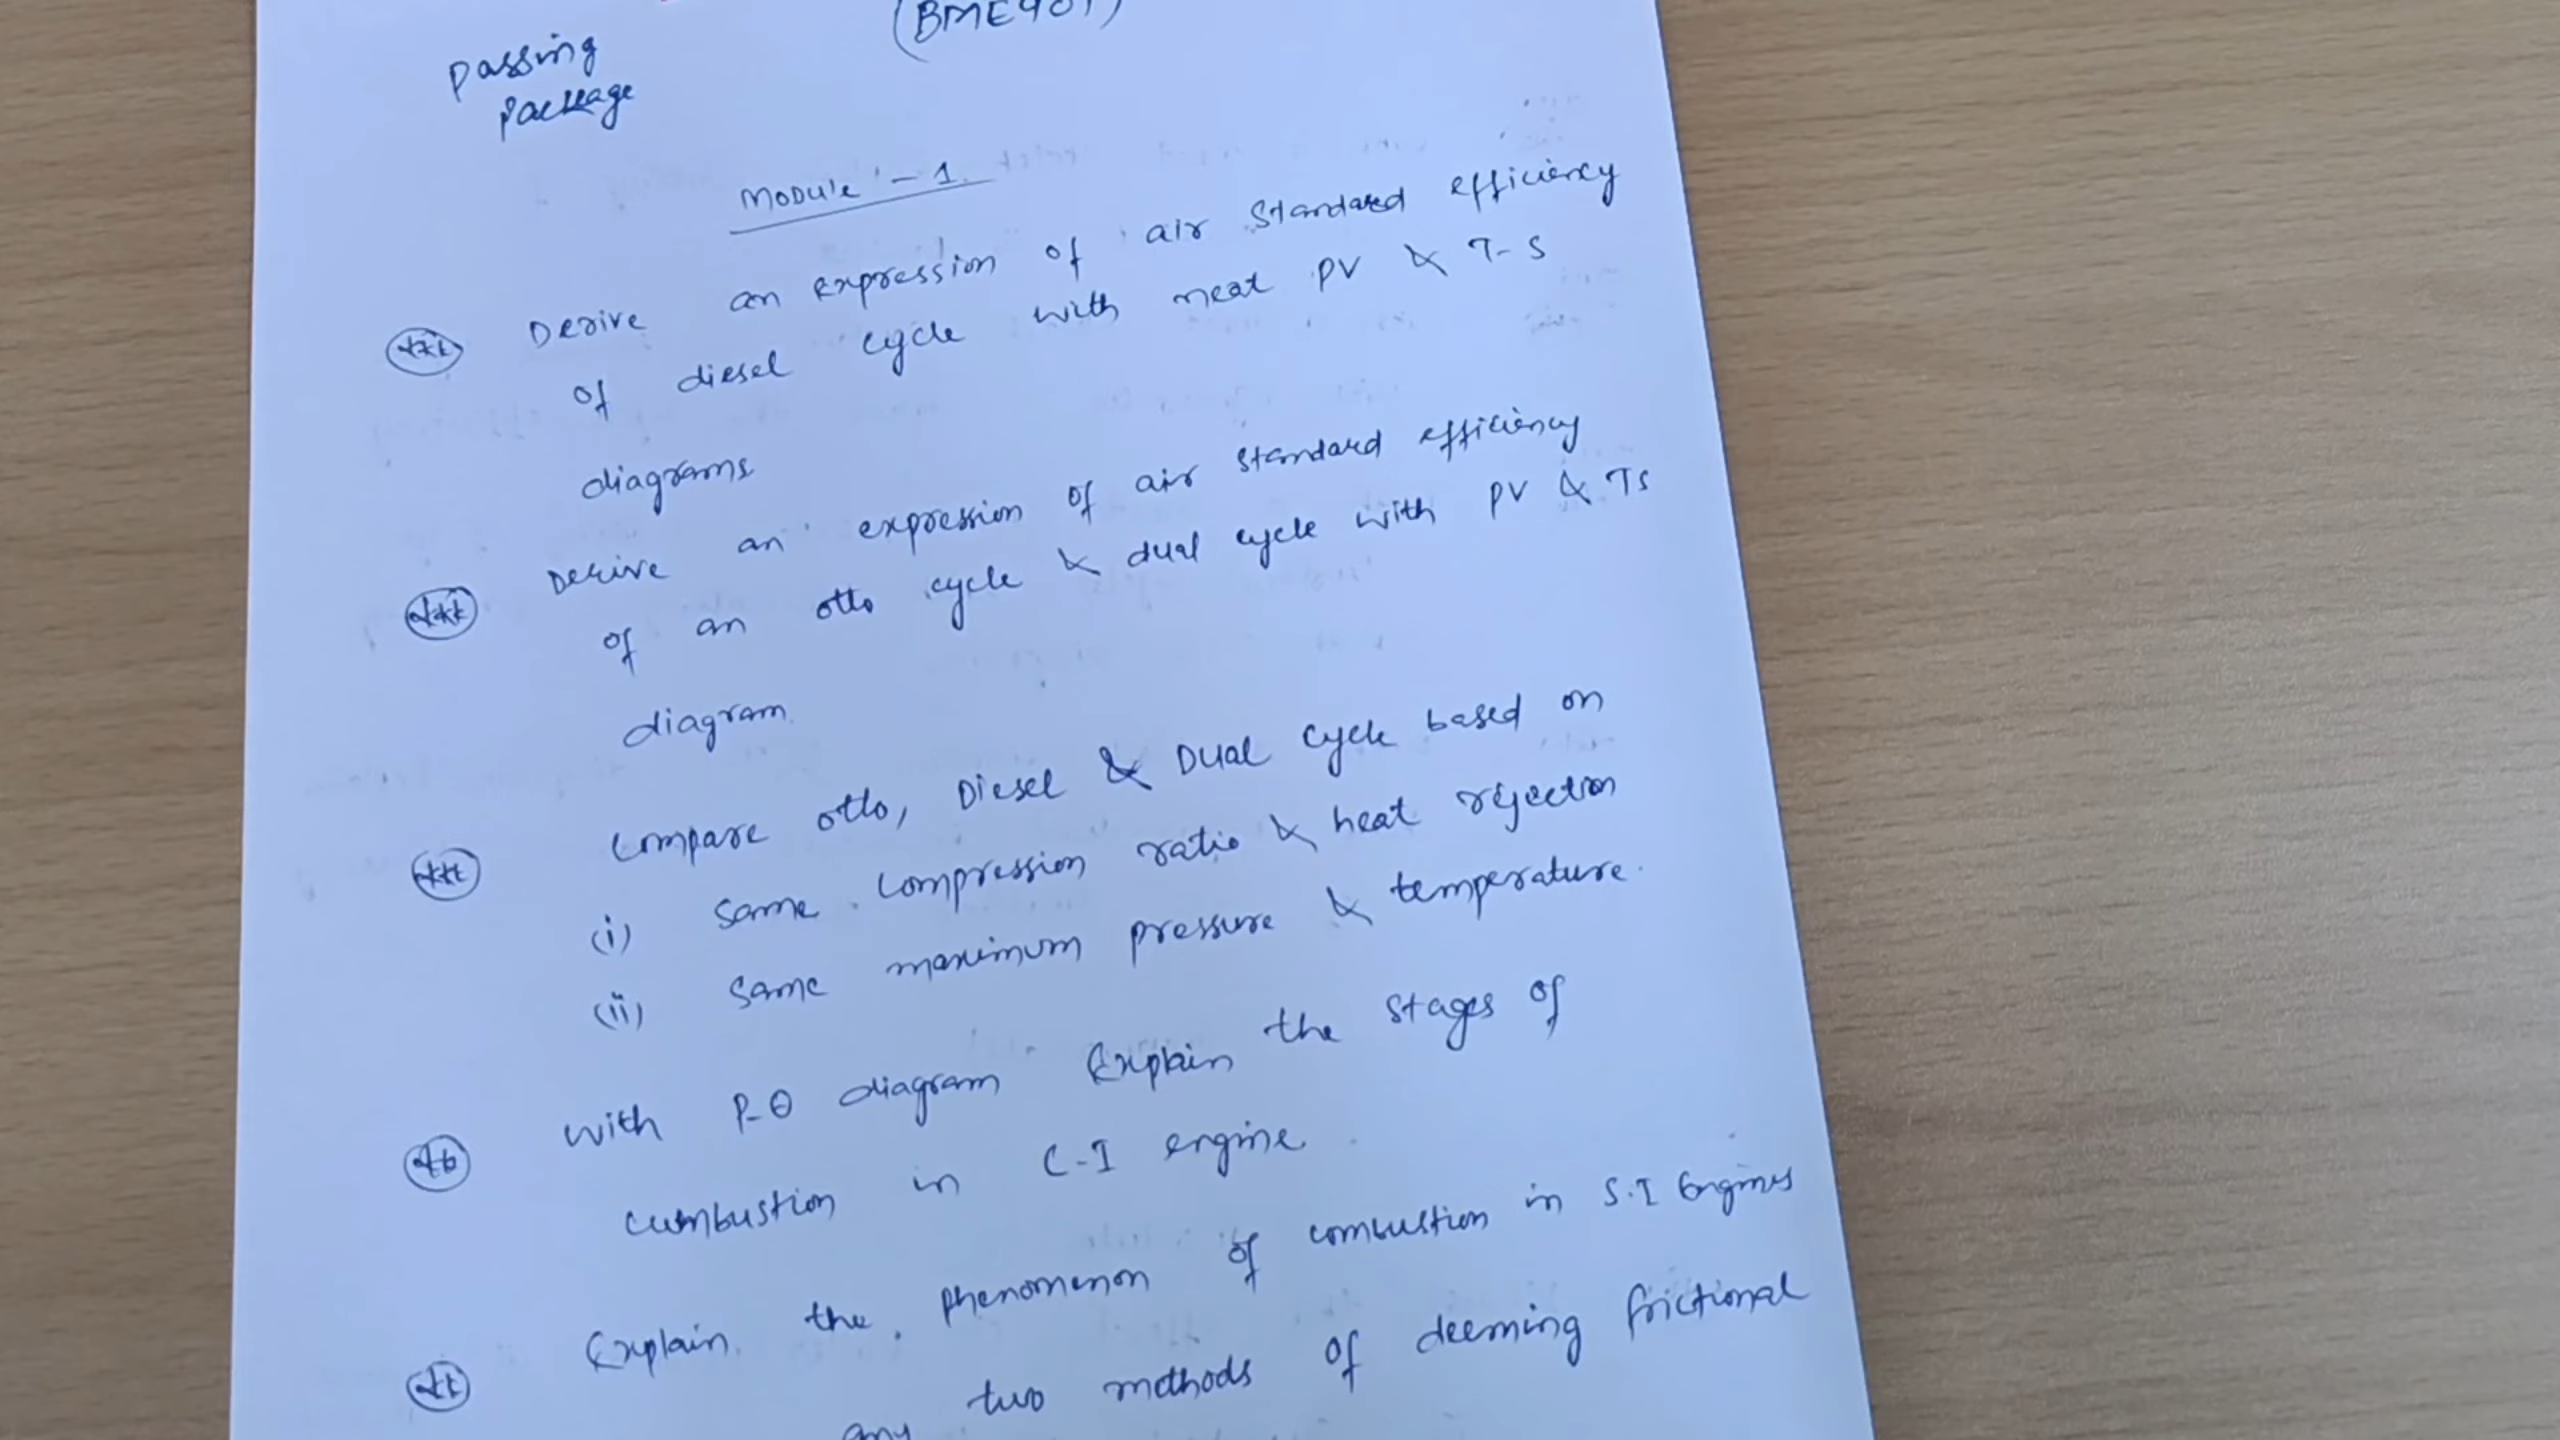 (BME401)
passing
package
Module - 1.
*** Derive an expression of air standard efficiency
of diesel cycle with neat PV & T-S
diagrams
*** Derive an expression of air standard efficiency
of an otto cycle & dual cycle with PV & TS
diagram.
*** Compare otto, Diesel & Dual cycle based on
(i) same compression ratio & heat rejection
(ii) same maximum pressure & temperature.
** with P-θ diagram Explain the stages of
cumbustion in C-I engine.
** Explain the phenomenon of combustion in S.I Engines
any two methods of deeming frictional